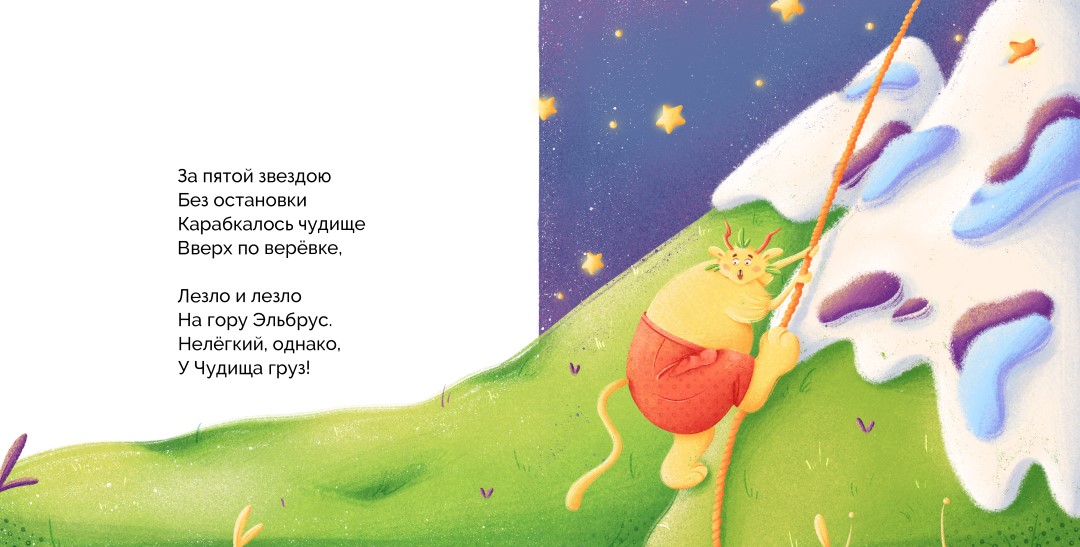 За пятой звездою
Без остановки
Карабкалось чудище
Вверх по верёвке,
Лезло и лезло
На гору Эльбрус.
Нелёгкий, однако,
У Чудища груз!